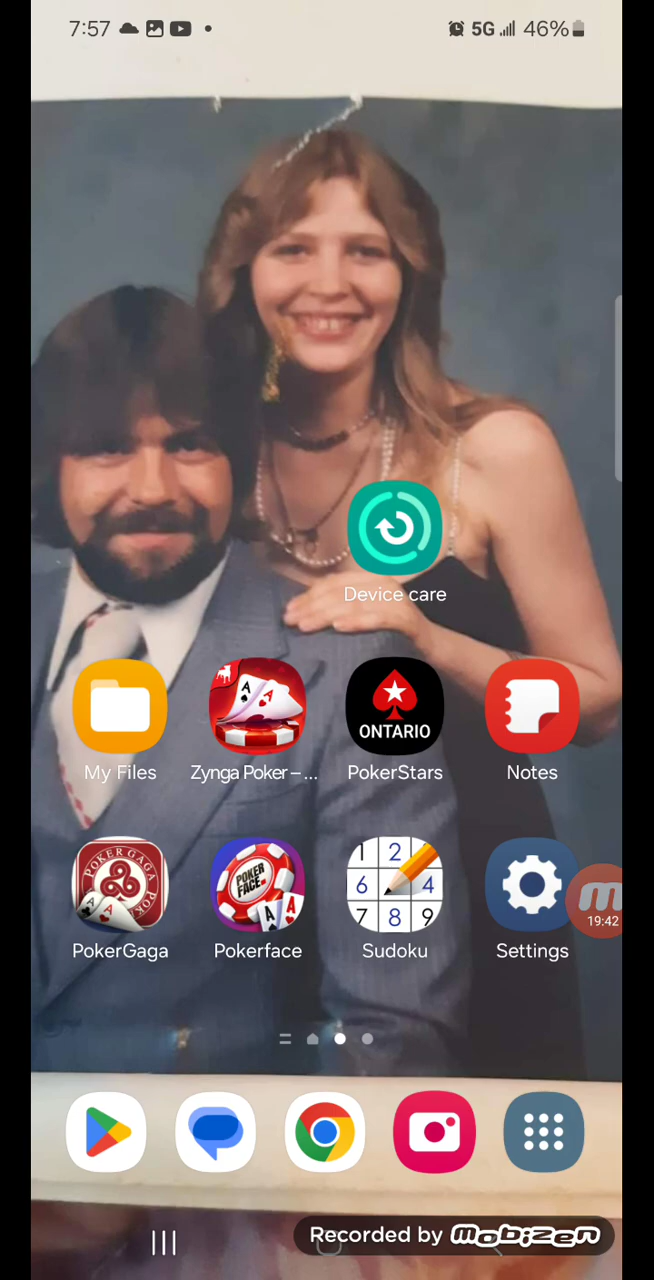 7:57
5G 46%
Device care
ONTARIO
My Files
Zynga Poker – ...
PokerStars
Notes
A
A
POKER GAGA
A
A
POKER
FACE
A
A
1 2
6 4
7 8 9
19:42
PokerGaga
Pokerface
Sudoku
Settings
Recorded by mobizen